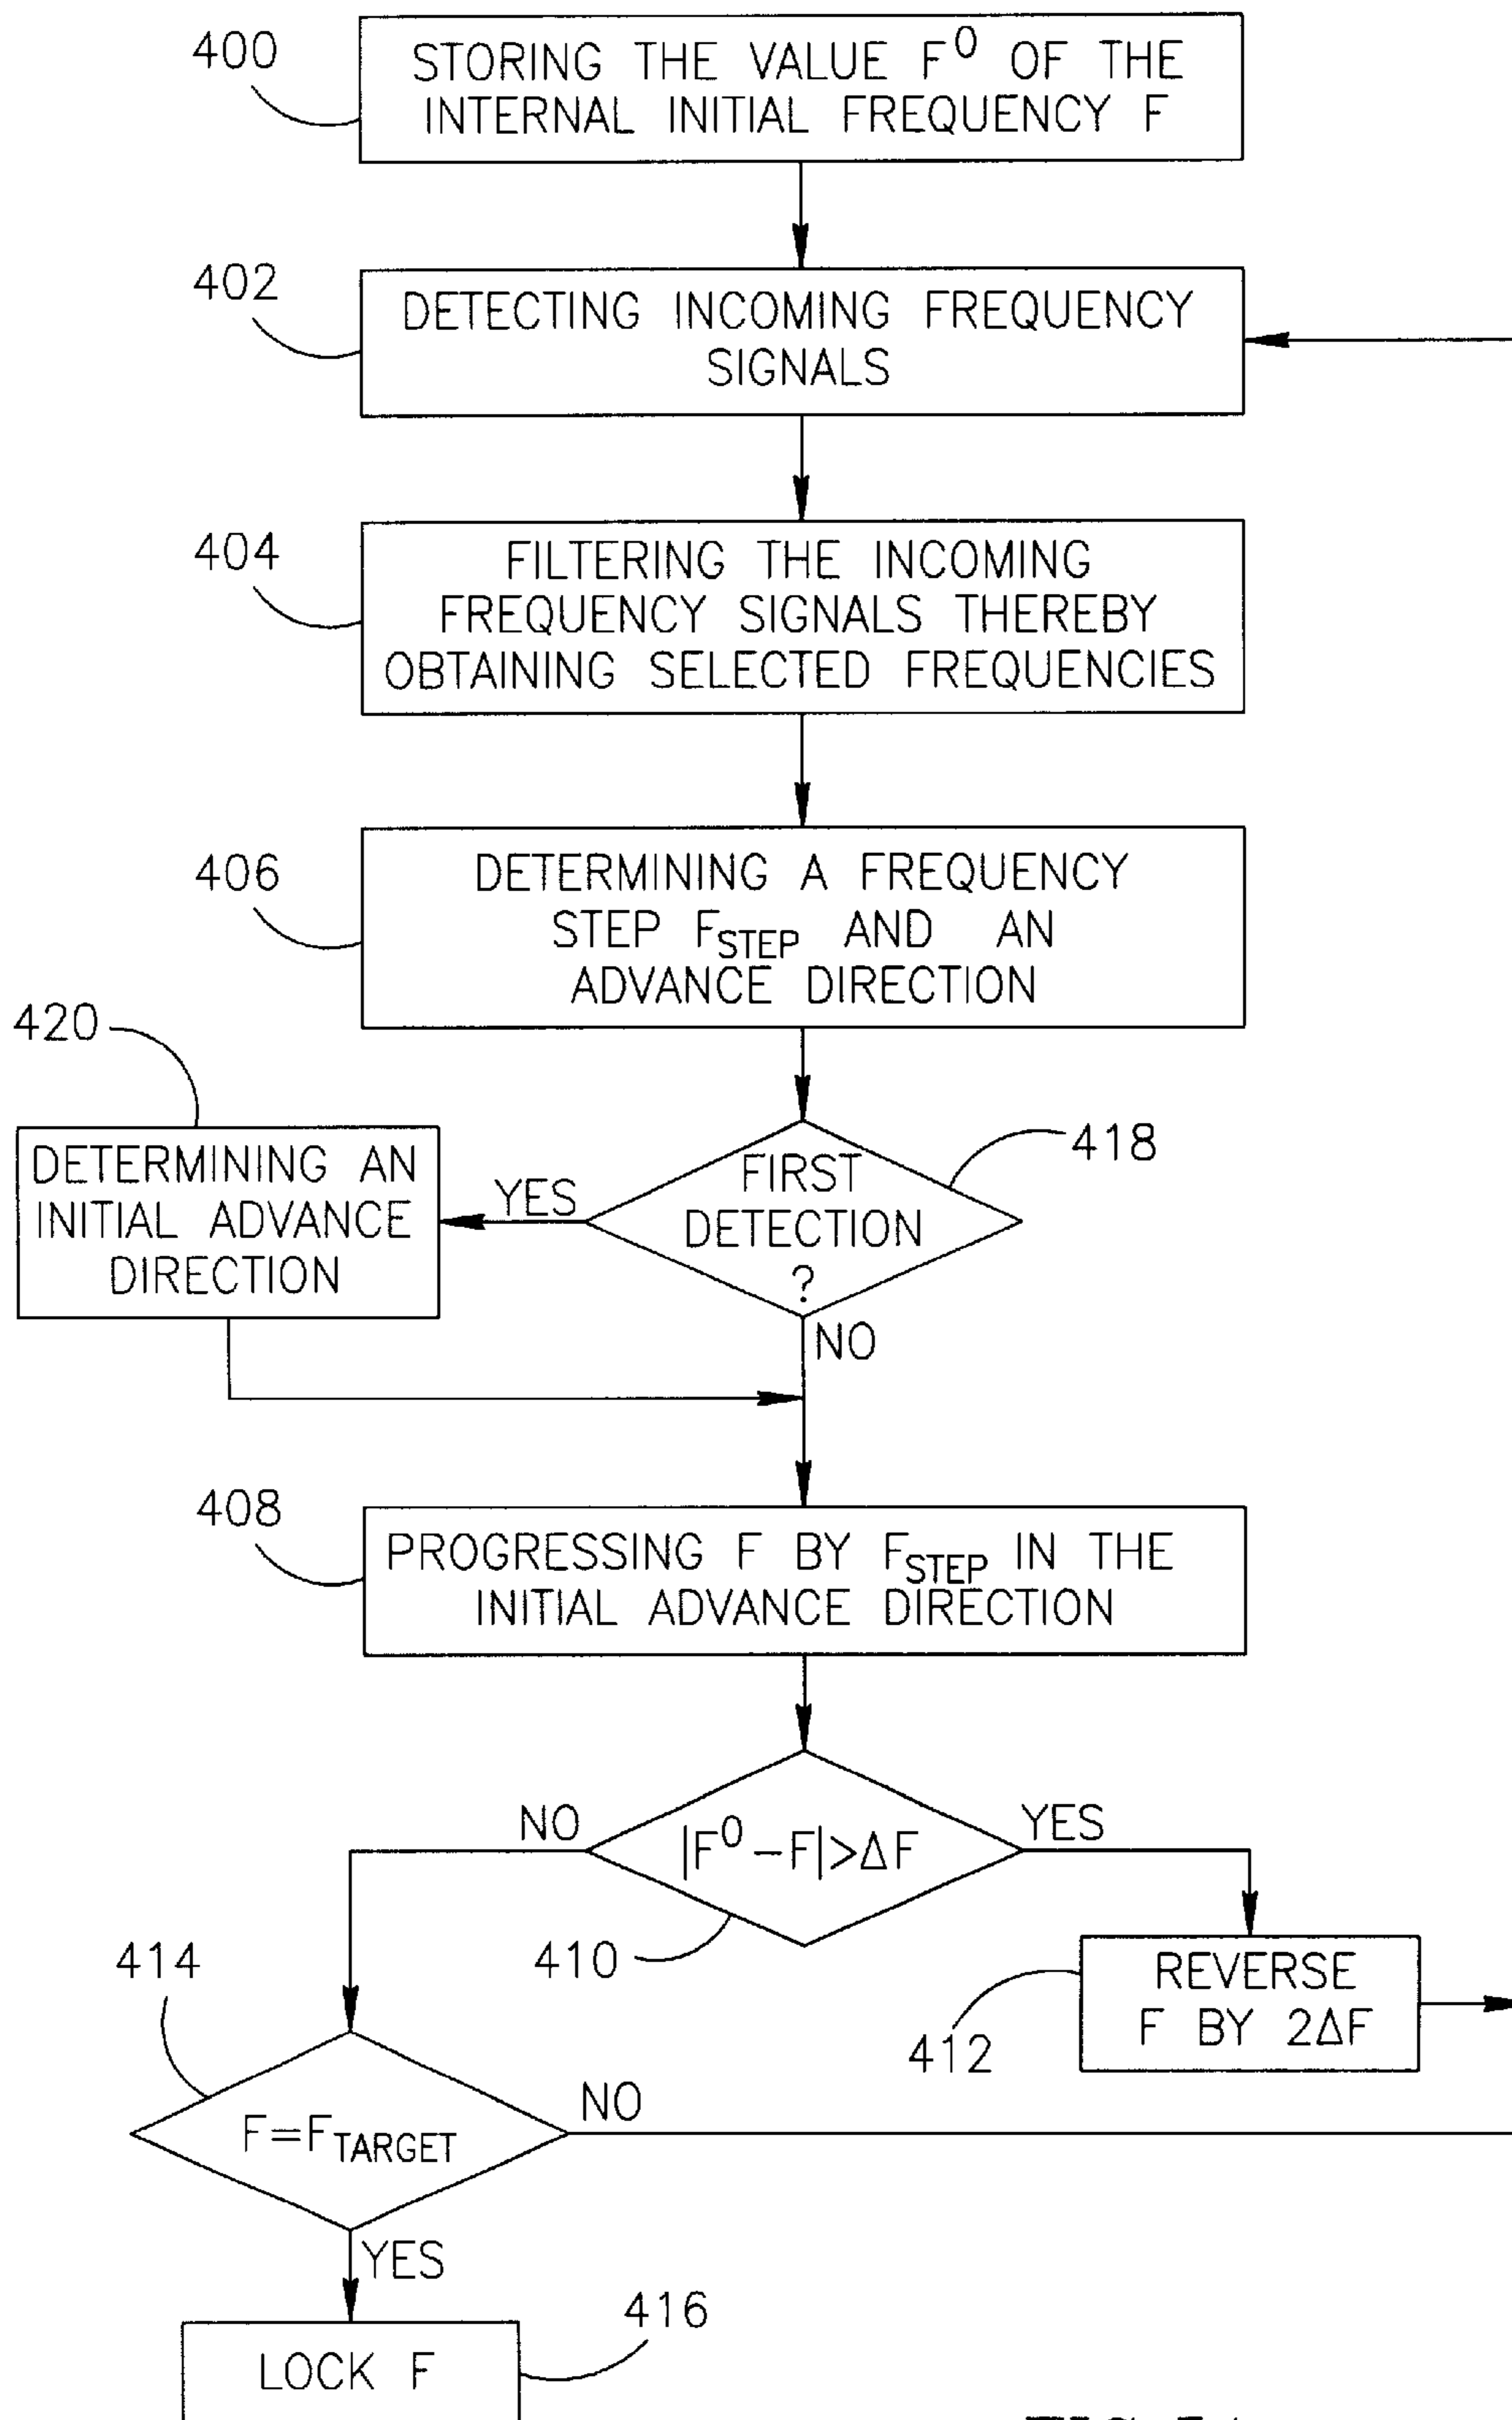 400
STORING THE VALUE F⁰ OF THE
INTERNAL INITIAL FREQUENCY F
402
DETECTING INCOMING FREQUENCY
SIGNALS
404
FILTERING THE INCOMING
FREQUENCY SIGNALS THEREBY
OBTAINING SELECTED FREQUENCIES
406
DETERMINING A FREQUENCY
STEP F_STEP AND AN
ADVANCE DIRECTION
420
DETERMINING AN
INITIAL ADVANCE
DIRECTION
YES
FIRST
DETECTION
?
418
NO
408
PROGRESSING F BY F_STEP IN THE
INITIAL ADVANCE DIRECTION
NO
|F⁰-F|>ΔF
YES
410
412
REVERSE
F BY 2ΔF
414
F=F_TARGET
NO
YES
416
LOCK F